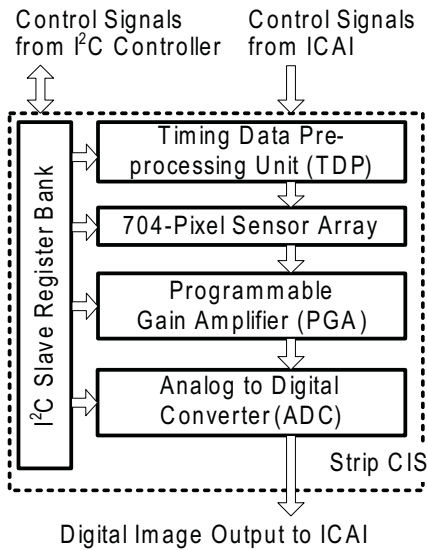 Control Signals
from I²C Controller
Control Signals
from ICAI
I²C Slave Register Bank
Timing Data Pre-
processing Unit (TDP)
704-Pixel Sensor Array
Programmable
Gain Amplifier (PGA)
Analog to Digital
Converter (ADC)
Strip CIS
Digital Image Output to ICAI